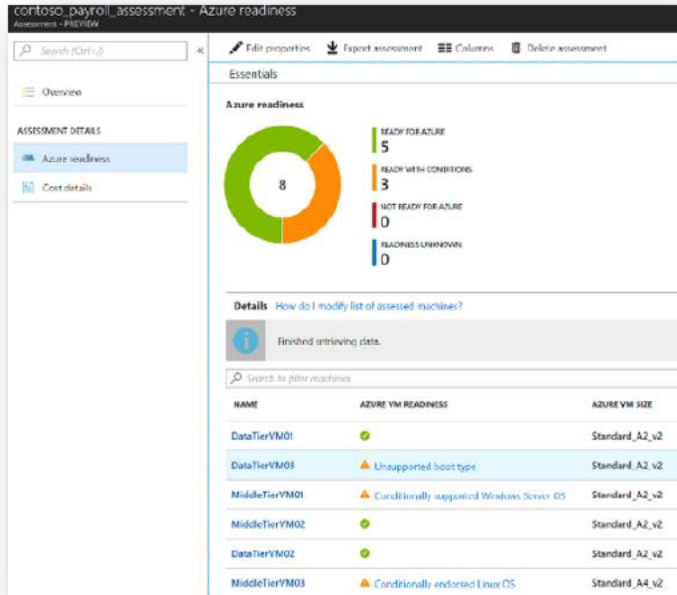 contoso_payroll_assessment - Azure readiness
Assessment - PREVIEW
Search (Ctrl+/)
«
Overview
ASSESSMENT DETAILS
Azure readiness
Cost details
Edit properties Export assessment Columns Delete assessment
Essentials
Azure readiness
8
READY FOR AZURE
5
READY WITH CONDITIONS
3
NOT READY FOR AZURE
0
READINESS UNKNOWN
0
Details How do I modify list of assessed machines?
Finished retrieving data.
Search to filter machines
NAME AZURE VM READINESS AZURE VM SIZE
DataTierVM01 Standard_A2_v2
DataTierVM03 Unsupported boot type Standard_A2_v2
MiddleTierVM01 Conditionally supported Windows Server OS Standard_A2_v2
MiddleTierVM02 Standard_A2_v2
DataTierVM02 Standard_A2_v2
MiddleTierVM03 Conditionally endorsed Linux OS Standard_A4_v2